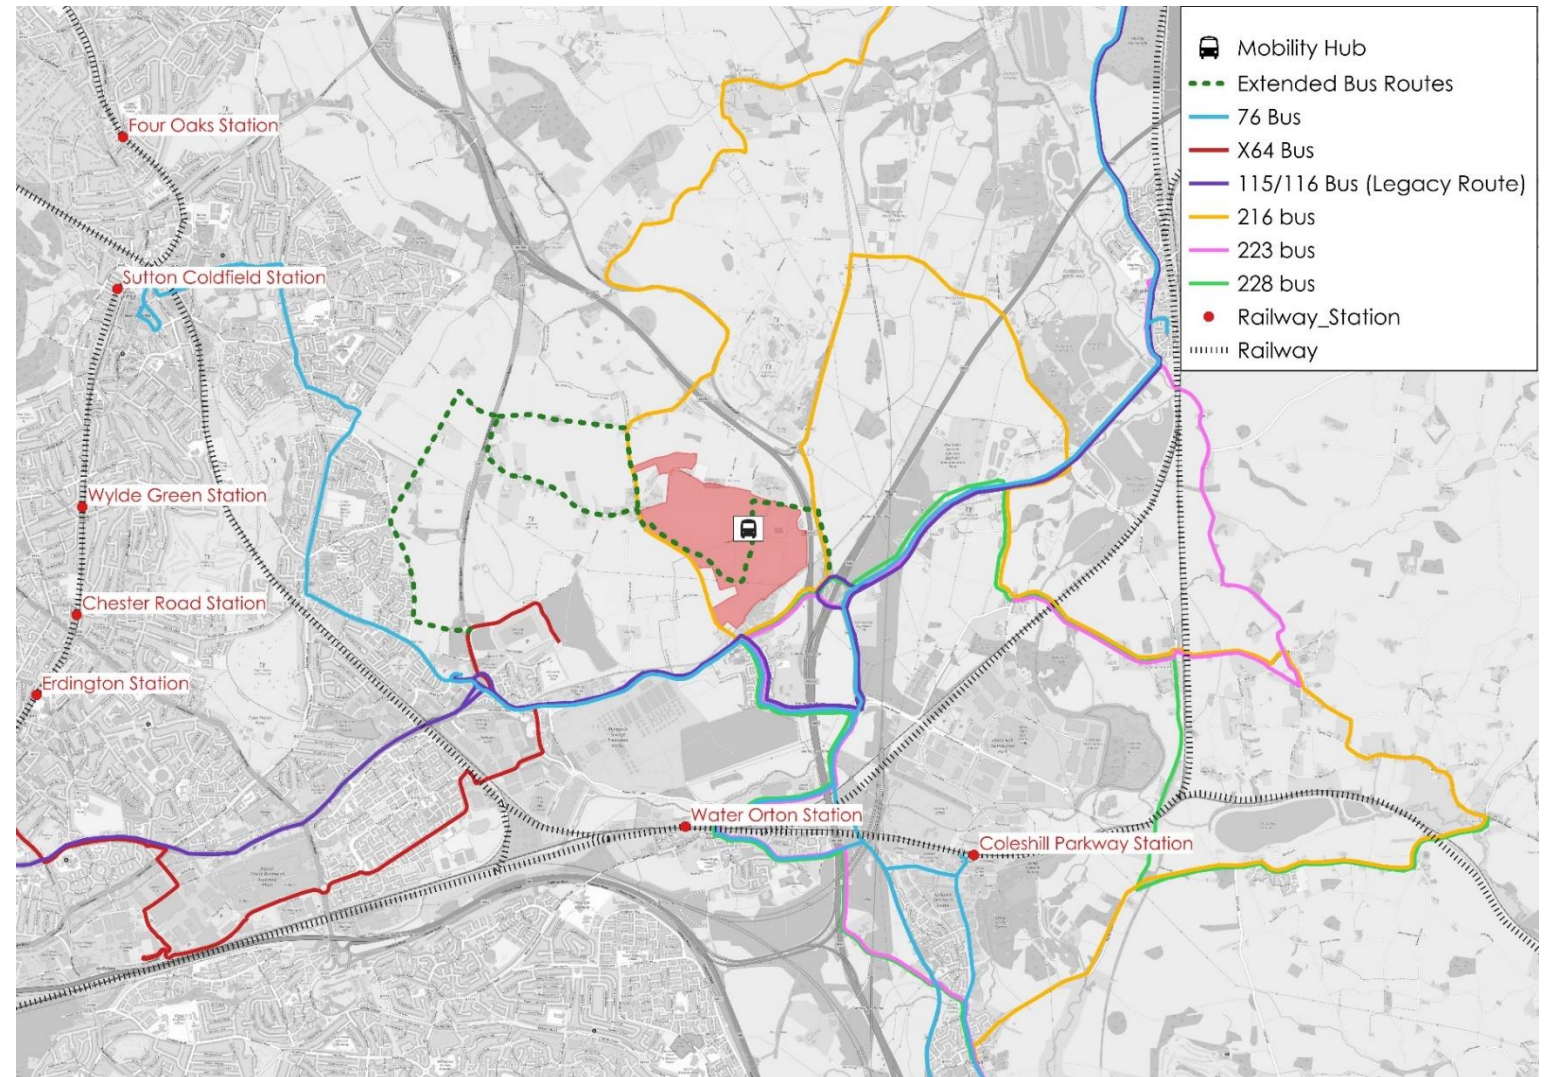 Mobility Hub
Extended Bus Routes
76 Bus
X64 Bus
115/116 Bus (Legacy Route)
216 bus
223 bus
228 bus
Railway_Station
Railway
Four Oaks Station
Sutton Coldfield Station
Wylde Green Station
Chester Road Station
Erdington Station
Water Orton Station
Coleshill Parkway Station